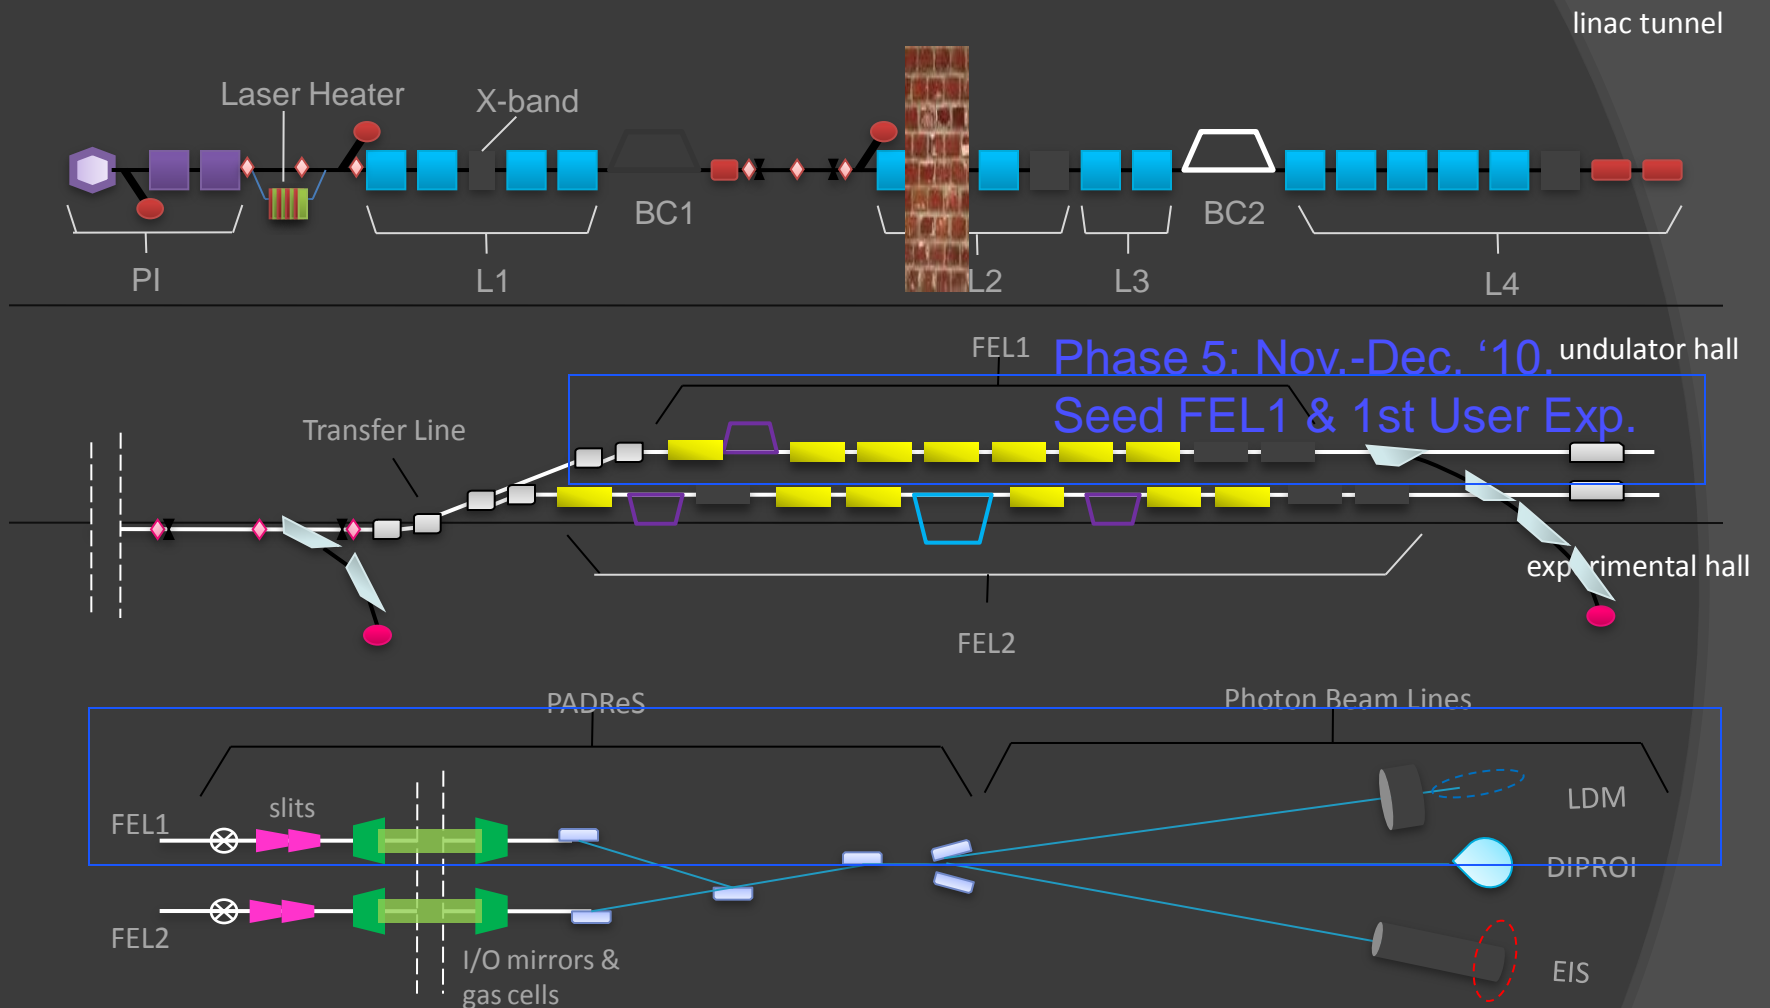 linac tunnel
Laser Heater
X-band
BC1
BC2
PI
L1
L2
L3
L4
FEL1
Phase 5: Nov.-Dec. ‘10.
undulator hall
Seed FEL1 & 1st User Exp.
Transfer Line
experimental hall
FEL2
PADReS
Photon Beam Lines
slits
LDM
FEL1
DIPROI
FEL2
I/O mirrors &
gas cells
EIS